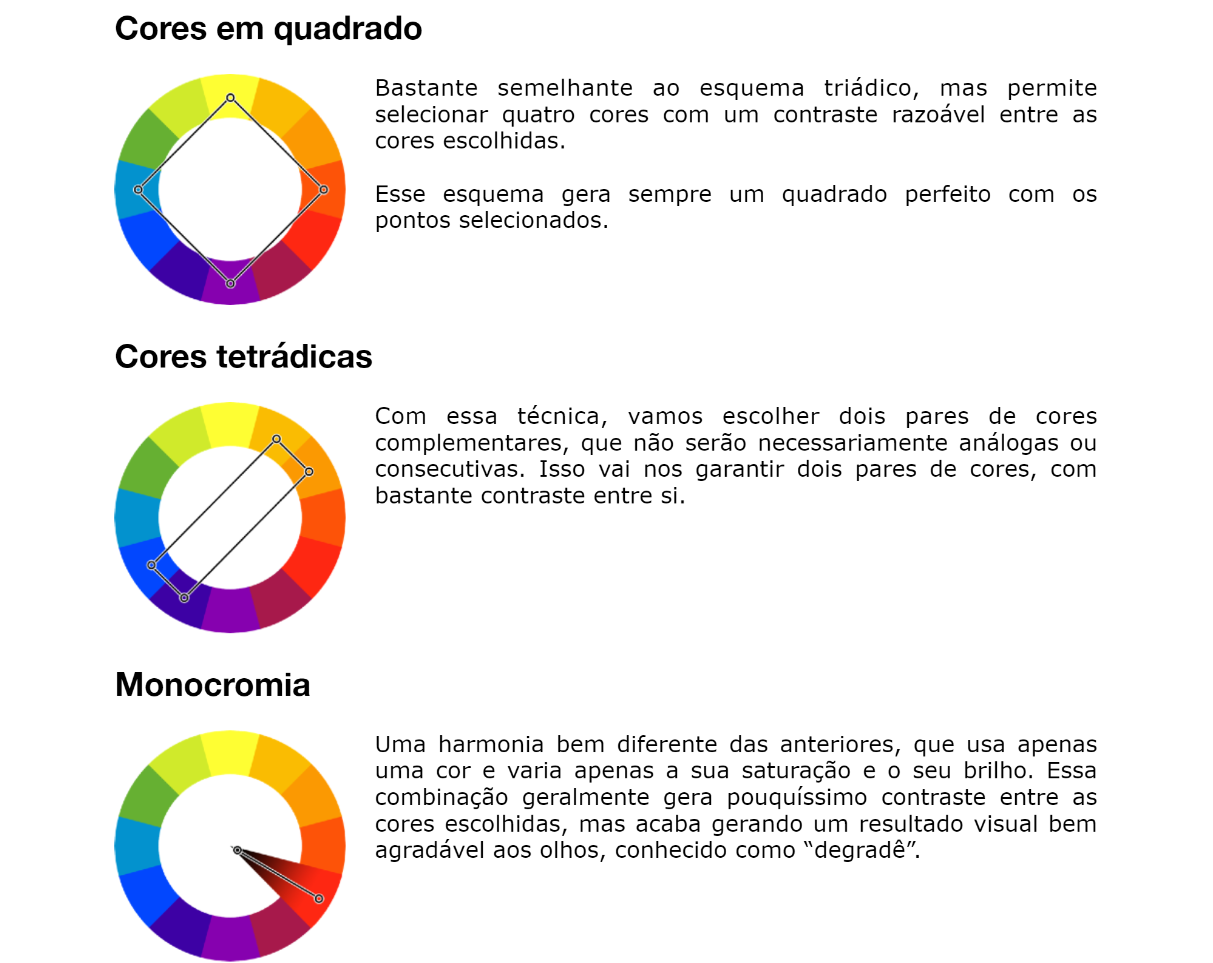 Cores em quadrado
Bastante semelhante ao esquema triádico, mas permite
selecionar quatro cores com um contraste razoável entre as
cores escolhidas.
Esse esquema gera sempre um quadrado perfeito com os
pontos selecionados.
Cores tetrádicas
Com essa técnica, vamos escolher dois pares de cores
complementares, que não serão necessariamente análogas ou
consecutivas. Isso vai nos garantir dois pares de cores, com
bastante contraste entre si.
Monocromia
Uma harmonia bem diferente das anteriores, que usa apenas
uma cor e varia apenas a sua saturação e o seu brilho. Essa
combinação geralmente gera pouquíssimo contraste entre as
cores escolhidas, mas acaba gerando um resultado visual bem
agradável aos olhos, conhecido como “degradê”.